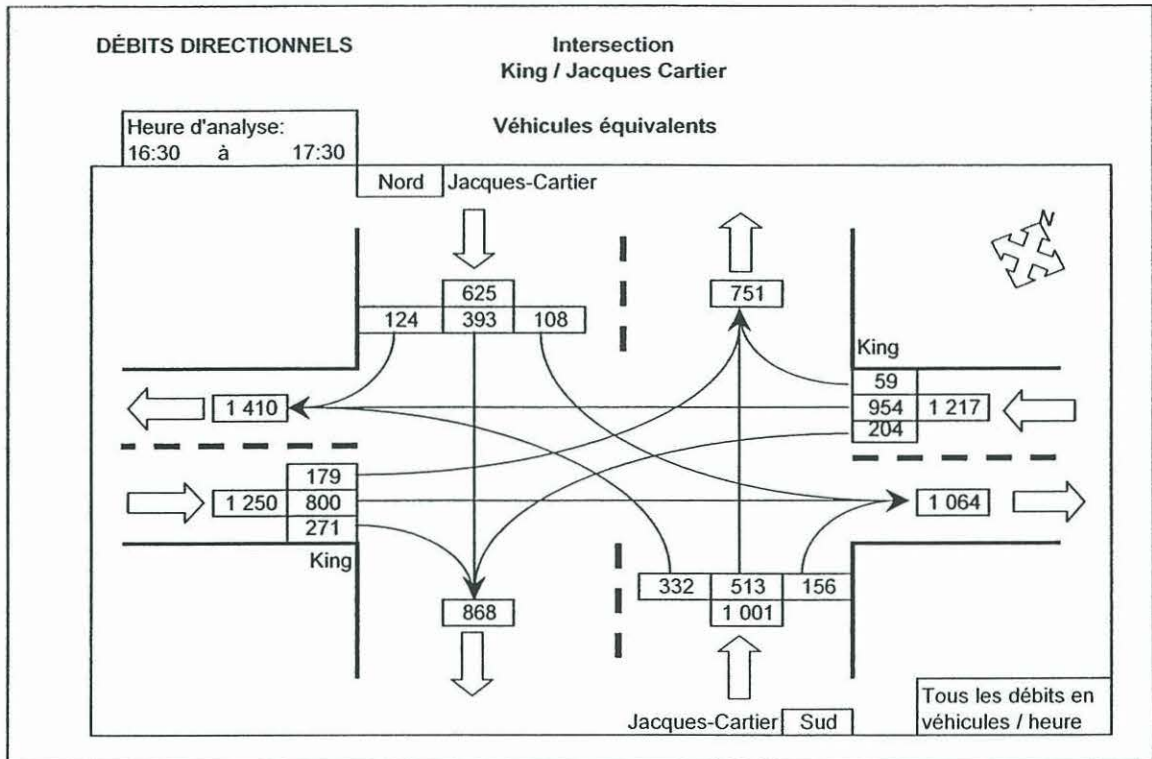 DÉBITS DIRECTIONNELS
Intersection
King / Jacques Cartier
Heure d'analyse:
16:30 à 17:30
Véhicules équivalents
Nord Jacques-Cartier
N
625
124 393 108
751
King
59
954 1 217
204
1 410
179
1 250 800
271
King
1 064
868
332 513 156
1 001
Jacques-Cartier Sud
Tous les débits en
véhicules / heure